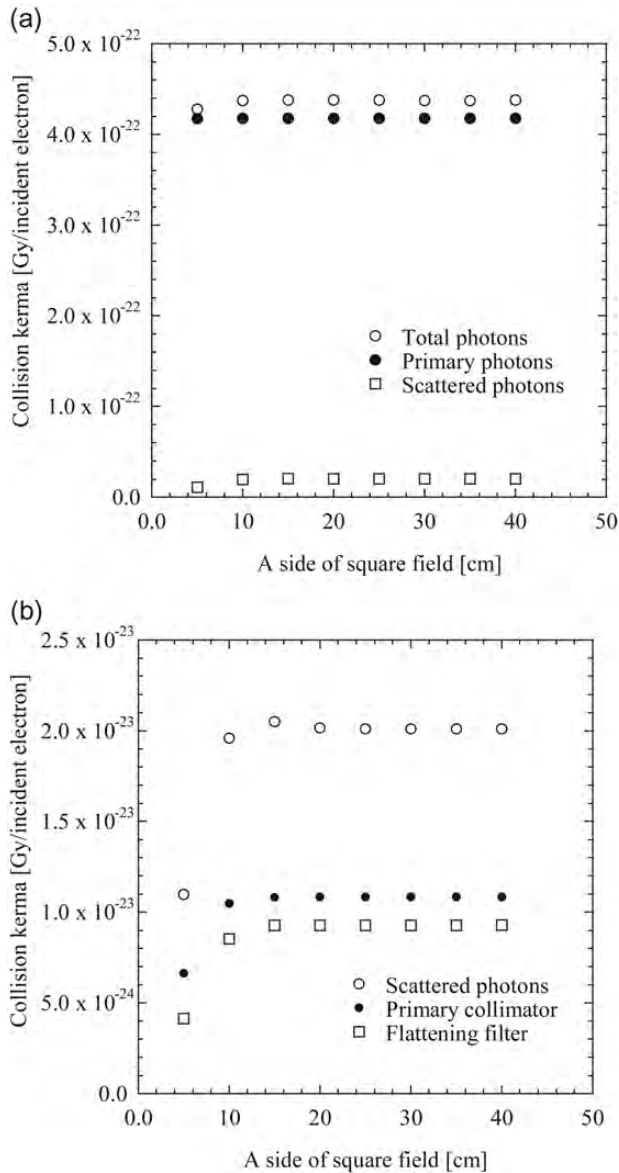 (a)
5.0 x 10-22
4.0 x 10-22
3.0 x 10-22
2.0 x 10-22
1.0 x 10-22
0.0
Collision kerma [Gy/incident electron]
Total photons
Primary photons
Scattered photons
0.0 10 20 30 40 50
A side of square field [cm]
(b)
2.5 x 10-23
2.0 x 10-23
1.5 x 10-23
1.0 x 10-23
5.0 x 10-24
0.0
Collision kerma [Gy/incident electron]
Scattered photons
Primary collimator
Flattening filter
0.0 10 20 30 40 50
A side of square field [cm]